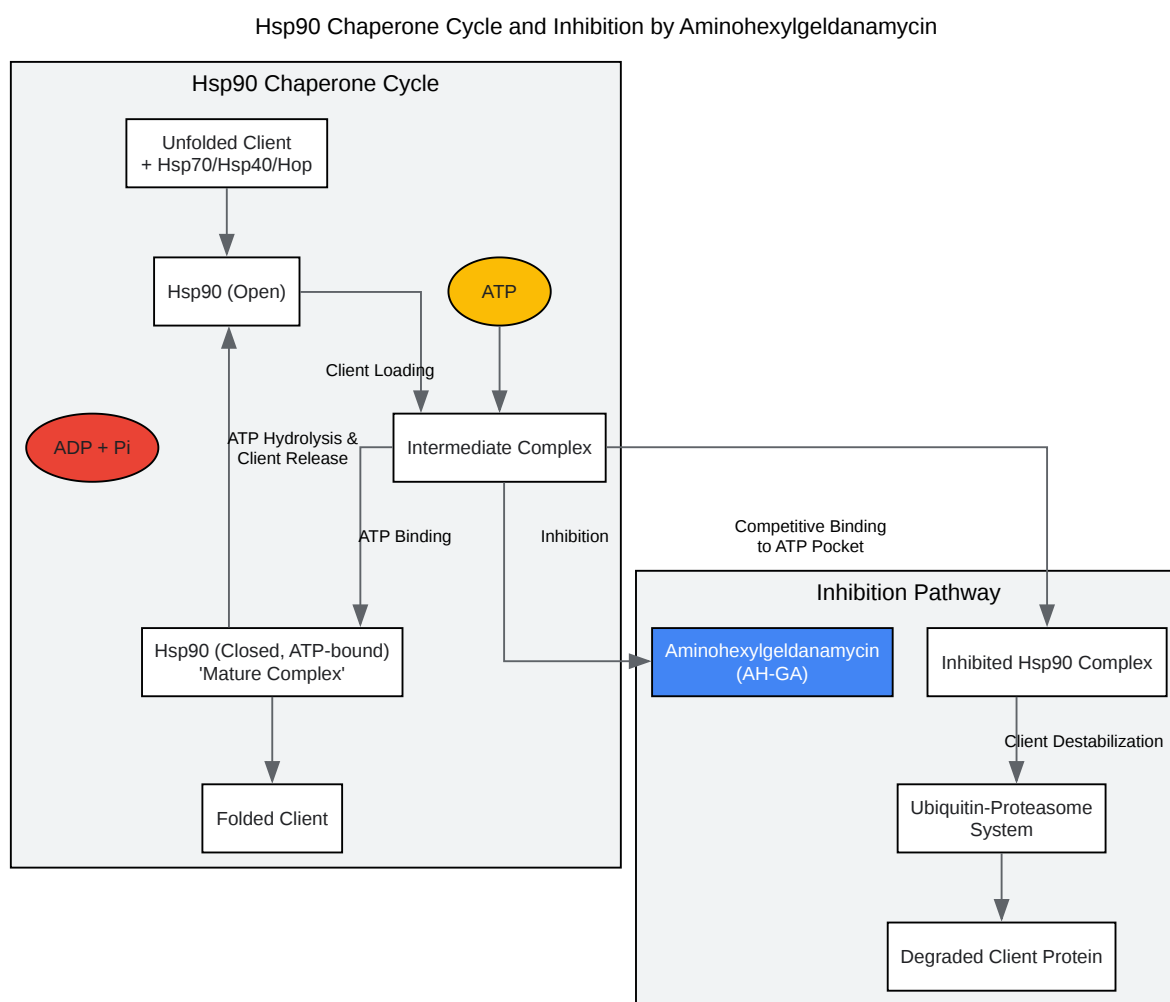 Hsp90 Chaperone Cycle and Inhibition by Aminohexylgeldanamycin
Hsp90 Chaperone Cycle
Unfolded Client
+ Hsp70/Hsp40/Hop
Hsp90 (Open)
ATP
Client Loading
ADP + Pi
ATP Hydrolysis &
Client Release
Intermediate Complex
ATP Binding
Inhibition
Competitive Binding
to ATP Pocket
Hsp90 (Closed, ATP-bound)
'Mature Complex'
Folded Client
Inhibition Pathway
Aminohexylgeldanamycin
(AH-GA)
Inhibited Hsp90 Complex
Client Destabilization
Ubiquitin-Proteasome
System
Degraded Client Protein